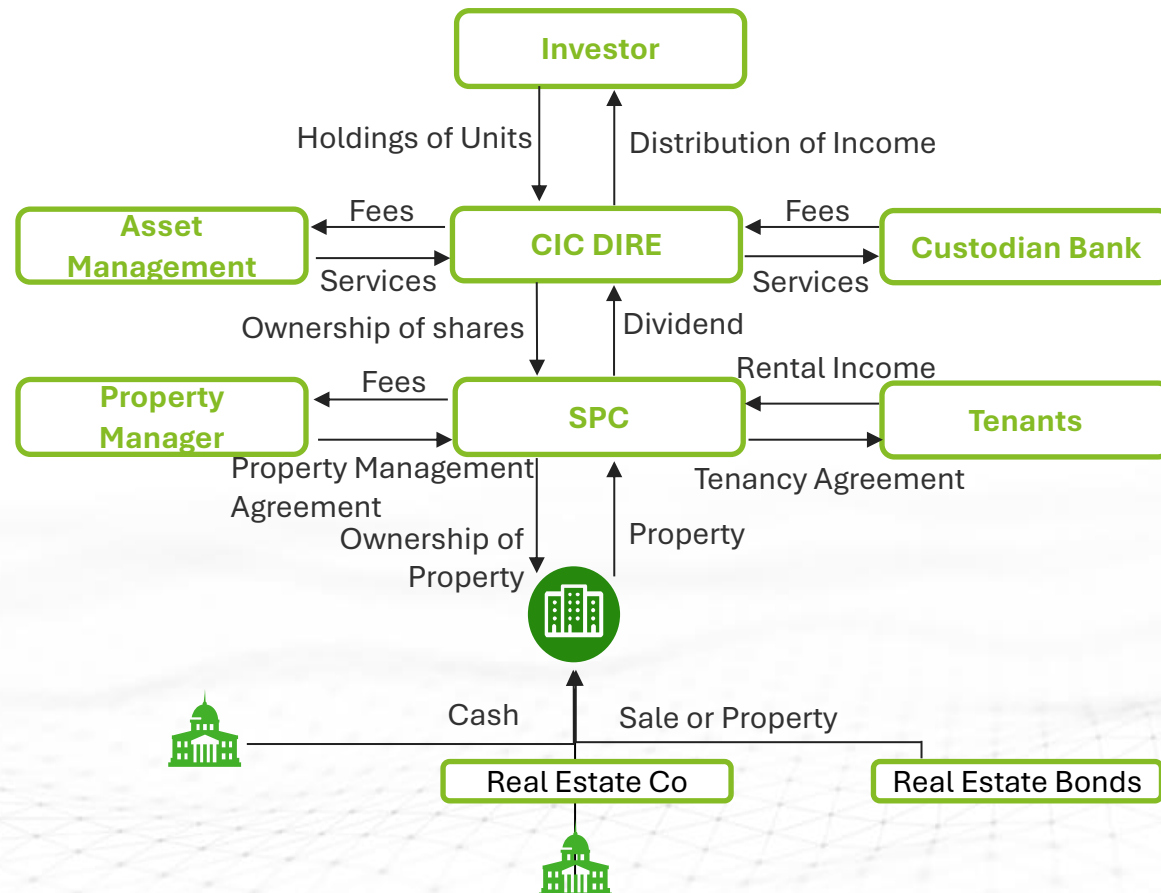 Investor
Holdings of Units
Distribution of Income
Asset
Management
Fees
Services
CIC DIRE
Fees
Services
Custodian Bank
Ownership of shares
Dividend
Property
Manager
Fees
Property Management
Agreement
SPC
Rental Income
Tenancy Agreement
Tenants
Ownership of
Property
Property
Cash
Sale or Property
Real Estate Co
Real Estate Bonds